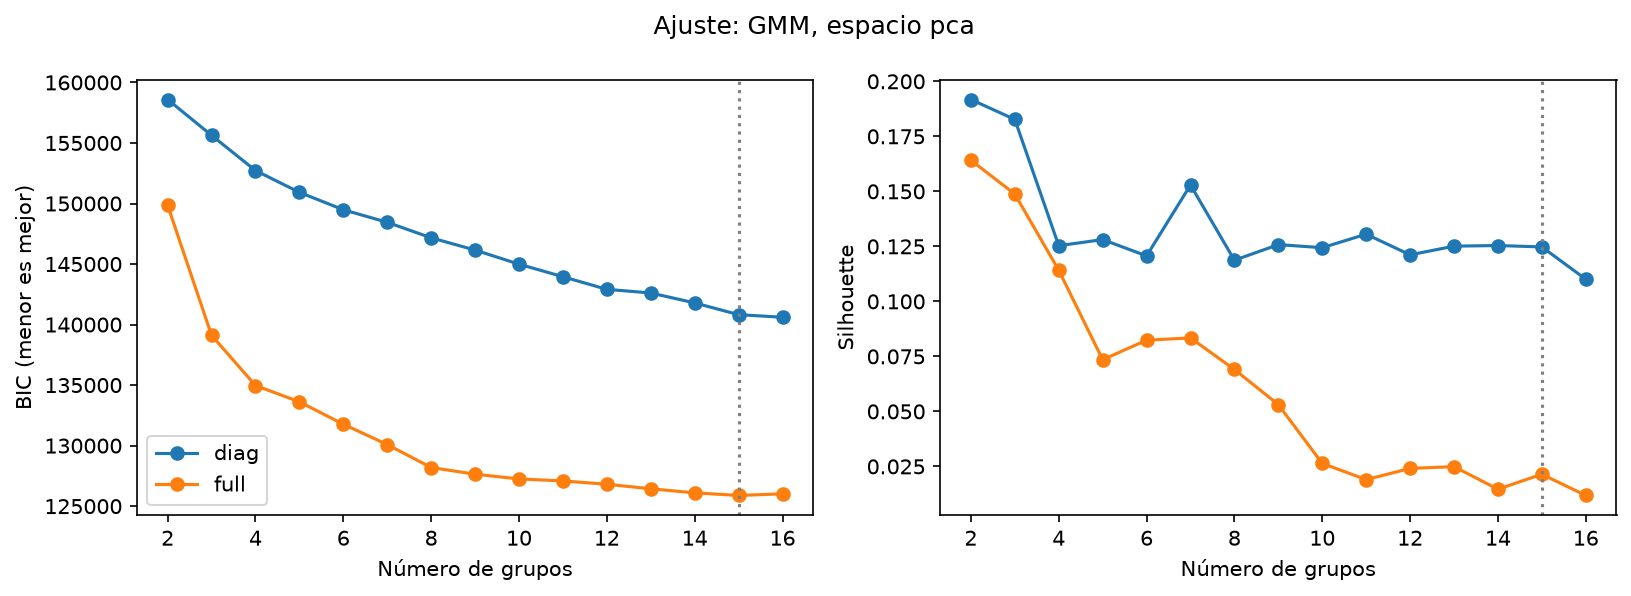 Ajuste: GMM, espacio pca
BIC (menor es mejor)
160000
155000
150000
145000
140000
135000
130000
125000
diag
full
2 4 6 8 10 12 14 16
Número de grupos
Silhouette
0.200
0.175
0.150
0.125
0.100
0.075
0.050
0.025
2 4 6 8 10 12 14 16
Número de grupos